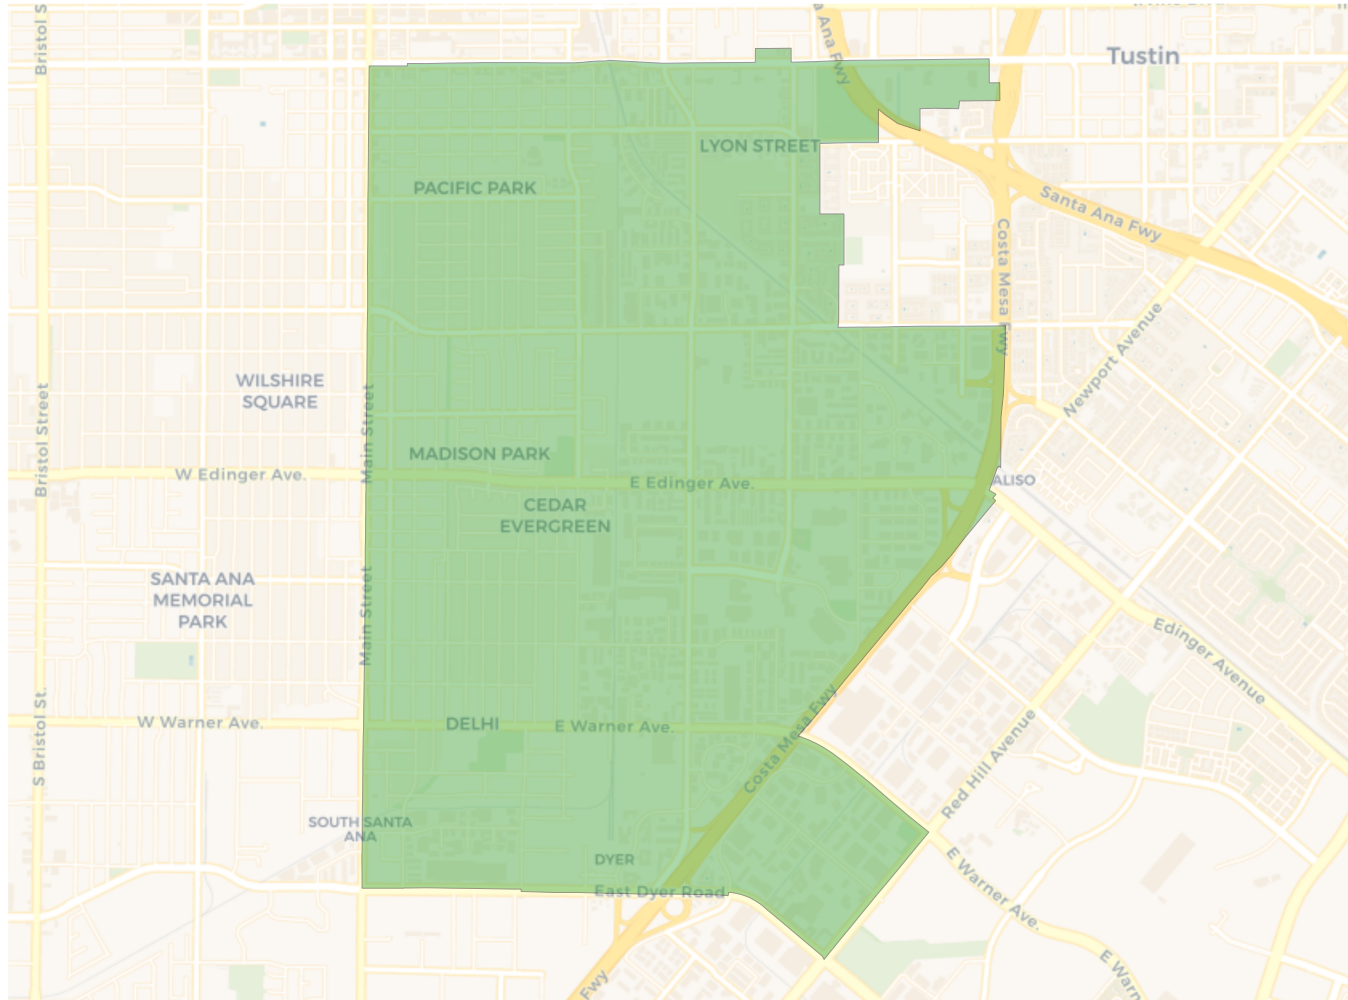 Bristol S
a Ana Fwy
Tustin
LYON STREET
PACIFIC PARK
Santa Ana Fwy
Costa Mesa Fwy
Newport Avenue
WILSHIRE
SQUARE
Bristol Street
Main Street
MADISON PARK
W Edinger Ave.
E Edinger Ave.
ALISO
CEDAR
EVERGREEN
SANTA ANA
MEMORIAL
PARK
Main Street
Edinger Avenue
S Bristol St.
W Warner Ave.
DELHI
E Warner Ave.
Costa Mesa Fwy
Red Hill Avenue
SOUTH SANTA
ANA
DYER
East Dyer Road
E Warner Ave.
E Warn
Fwy